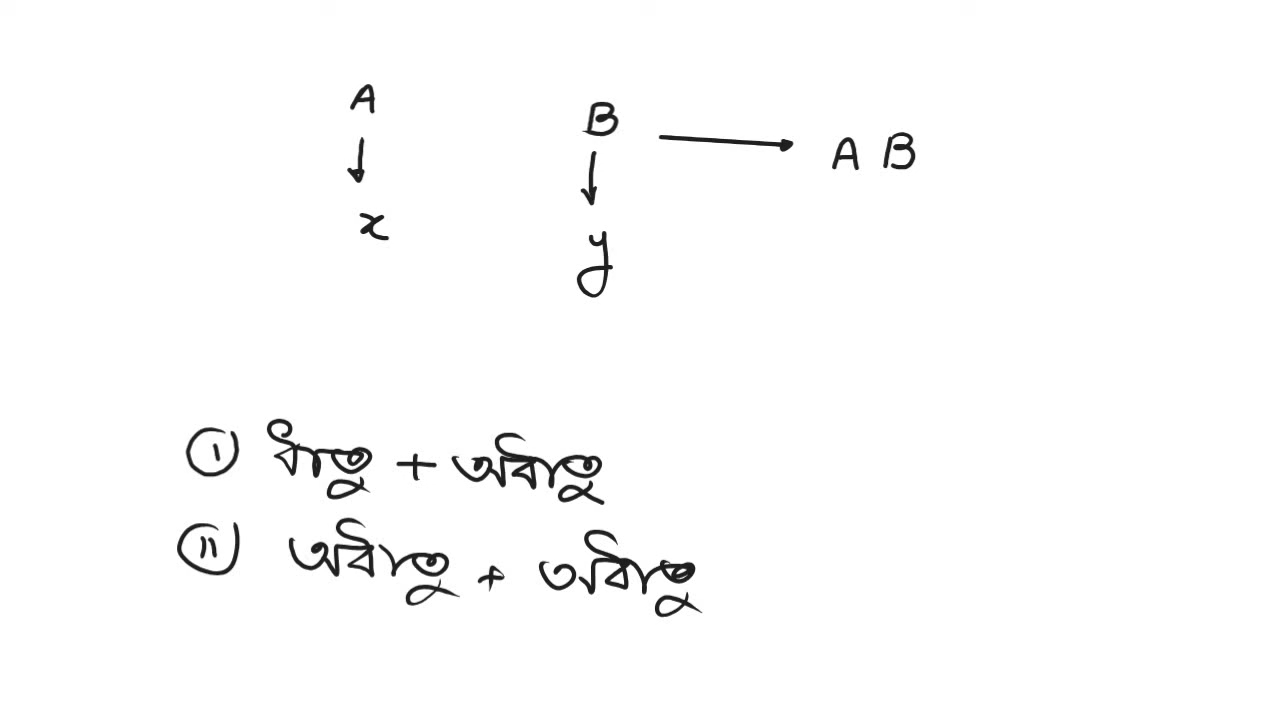 A B → AB
↓ ↓
x y
i ধাতু + অধাতু
ii অধাতু + অধাতু